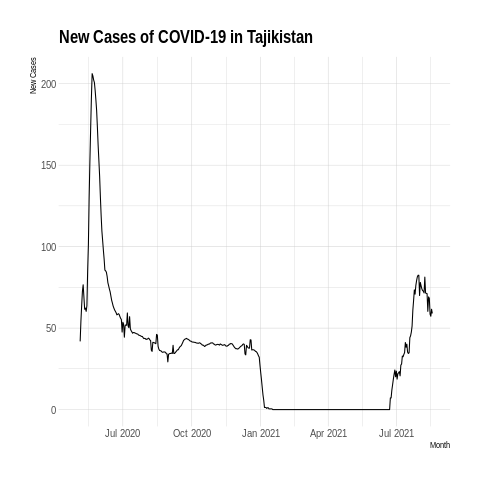 New Cases of COVID-19 in Tajikistan
New Cases
200
150
100
50
0
Jul 2020 Oct 2020 Jan 2021 Apr 2021 Jul 2021
Month